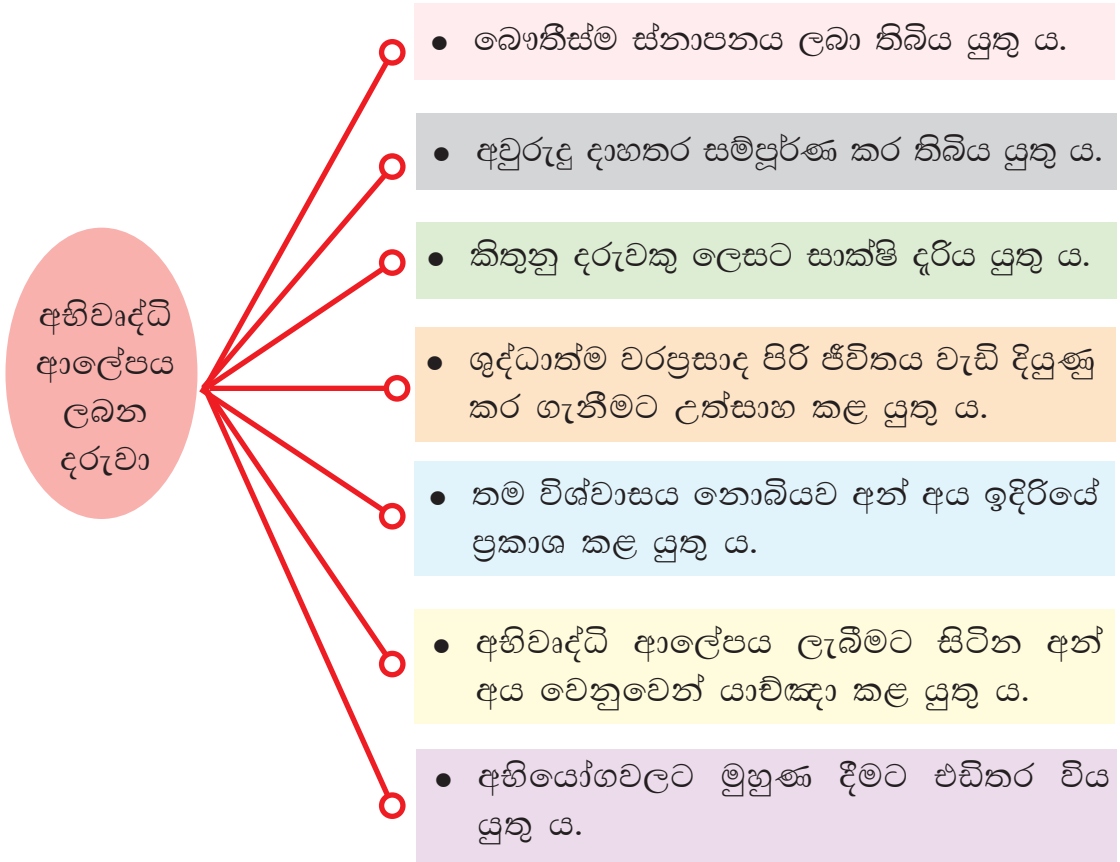 අභිවෘද්ධි
ආලේපය
ලබන
දරුවා
● බෞතීස්ම ස්නාපනය ලබා තිබිය යුතු ය.
● අවුරුදු දාහතර සම්පූර්ණ කර තිබිය යුතු ය.
● කිතුනු දරුවකු ලෙසට සාක්ෂි දැරිය යුතු ය.
● ශුද්ධාත්ම වරප්‍රසාද පිරි ජීවිතය වැඩි දියුණු
කර ගැනීමට උත්සාහ කළ යුතු ය.
● තම විශ්වාසය නොබියව අන් අය ඉදිරියේ
ප්‍රකාශ කළ යුතු ය.
● අභිවෘද්ධි ආලේපය ලැබීමට සිටින අන්
අය වෙනුවෙන් යාච්ඤා කළ යුතු ය.
● අභියෝගවලට මුහුණ දීමට එඩිතර විය
යුතු ය.